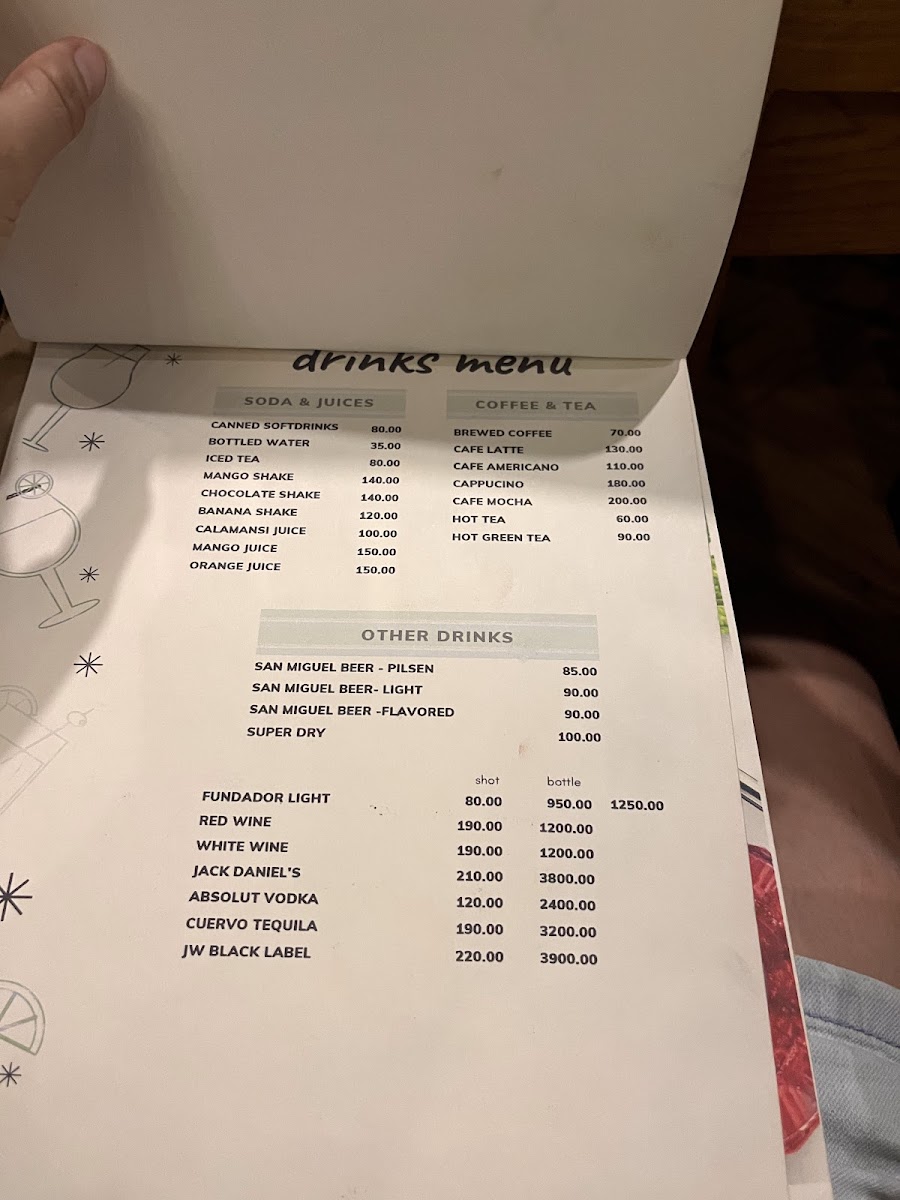 drinks menu
SODA & JUICES
CANNED SOFTDRINKS 80.00
BOTTLED WATER 35.00
ICED TEA 80.00
MANGO SHAKE 140.00
CHOCOLATE SHAKE 140.00
BANANA SHAKE 120.00
CALAMANSI JUICE 100.00
MANGO JUICE 150.00
ORANGE JUICE 150.00
COFFEE & TEA
BREWED COFFEE 70.00
CAFE LATTE 130.00
CAFE AMERICANO 110.00
CAPPUCINO 180.00
CAFE MOCHA 200.00
HOT TEA 60.00
HOT GREEN TEA 90.00
OTHER DRINKS
SAN MIGUEL BEER - PILSEN 85.00
SAN MIGUEL BEER- LIGHT 90.00
SAN MIGUEL BEER -FLAVORED 90.00
SUPER DRY 100.00
shot bottle
FUNDADOR LIGHT 80.00 950.00 1250.00
RED WINE 190.00 1200.00
WHITE WINE 190.00 1200.00
JACK DANIEL'S 210.00 3800.00
ABSOLUT VODKA 120.00 2400.00
CUERVO TEQUILA 190.00 3200.00
JW BLACK LABEL 220.00 3900.00